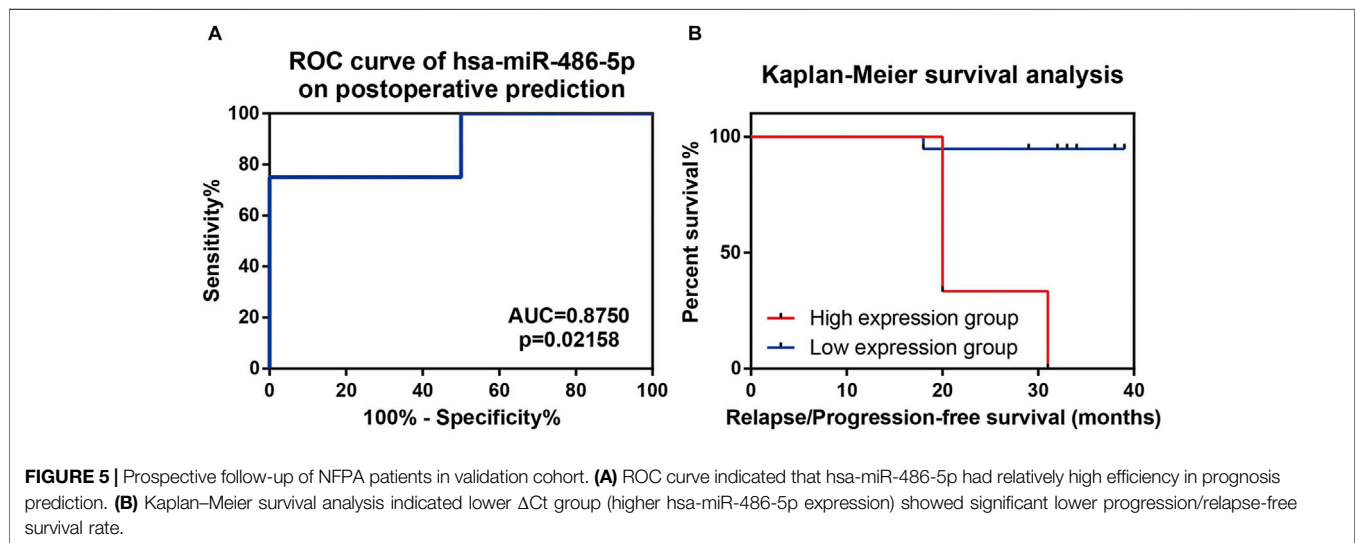 A
ROC curve of hsa-miR-486-5p
on postoperative prediction
Sensitivity%
100
80
60
40
20
0
AUC=0.8750
p=0.02158
0 20 40 60 80 100
100% - Specificity%
B
Kaplan-Meier survival analysis
Percent survival%
100
50
0
High expression group
Low expression group
0 10 20 30 40
Relapse/Progression-free survival (months)
FIGURE 5 | Prospective follow-up of NFPA patients in validation cohort. (A) ROC curve indicated that hsa-miR-486-5p had relatively high efficiency in prognosis
prediction. (B) Kaplan–Meier survival analysis indicated lower ΔCt group (higher hsa-miR-486-5p expression) showed significant lower progression/relapse-free
survival rate.